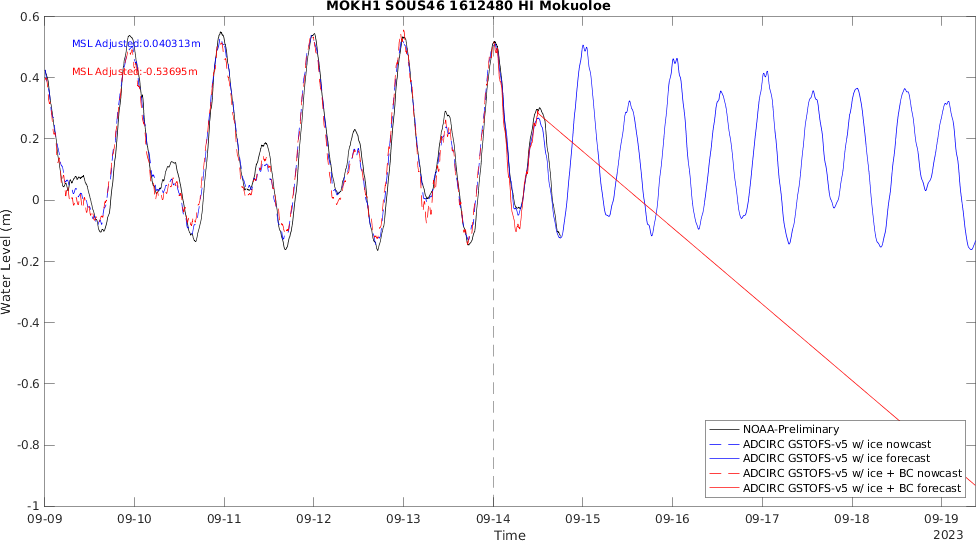 MOKH1 SOUS46 1612480 HI Mokuoloe
MSL Adjusted:0.040313m
MSL Adjusted:-0.53695m
Water Level (m)
0.6
0.4
0.2
0
-0.2
-0.4
-0.6
-0.8
-1
NOAA-Preliminary
ADCIRC GSTOFS-v5 w/ ice nowcast
ADCIRC GSTOFS-v5 w/ ice forecast
ADCIRC GSTOFS-v5 w/ ice + BC nowcast
ADCIRC GSTOFS-v5 w/ ice + BC forecast
09-09 09-10 09-11 09-12 09-13 09-14 09-15 09-16 09-17 09-18 09-19
Time
2023